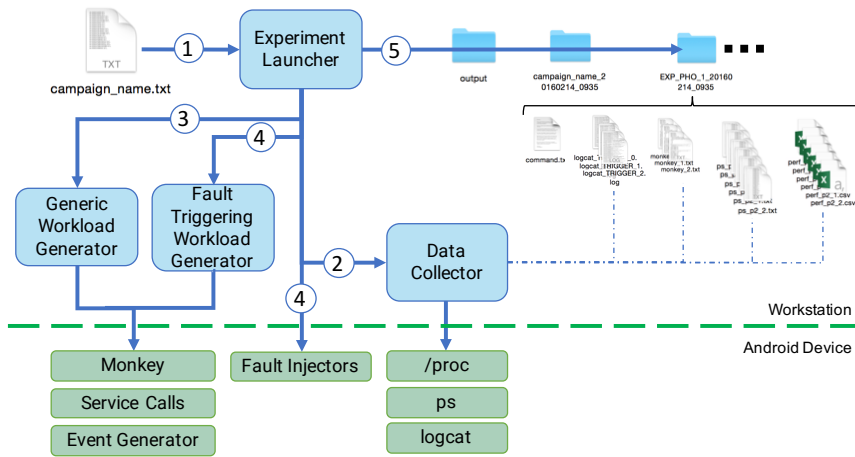 TXT
campaign_name.txt
1
Experiment
Launcher
5
output
campaign_name_2
0160214_0935
EXP_PHO_1_20160
214_0935
3
4
command.tx
logcat_TRIGGER_1.
logcat_TRIGGER_2.
log
monkey_1.txt
monkey_2.txt
ps_p2_2.txt
perf_p2_1.csv
perf_p2_2.csv
Generic
Workload
Generator
Fault
Triggering
Workload
Generator
2
Data
Collector
4
Workstation
Android Device
Monkey
Fault Injectors
/proc
Service Calls
ps
Event Generator
logcat